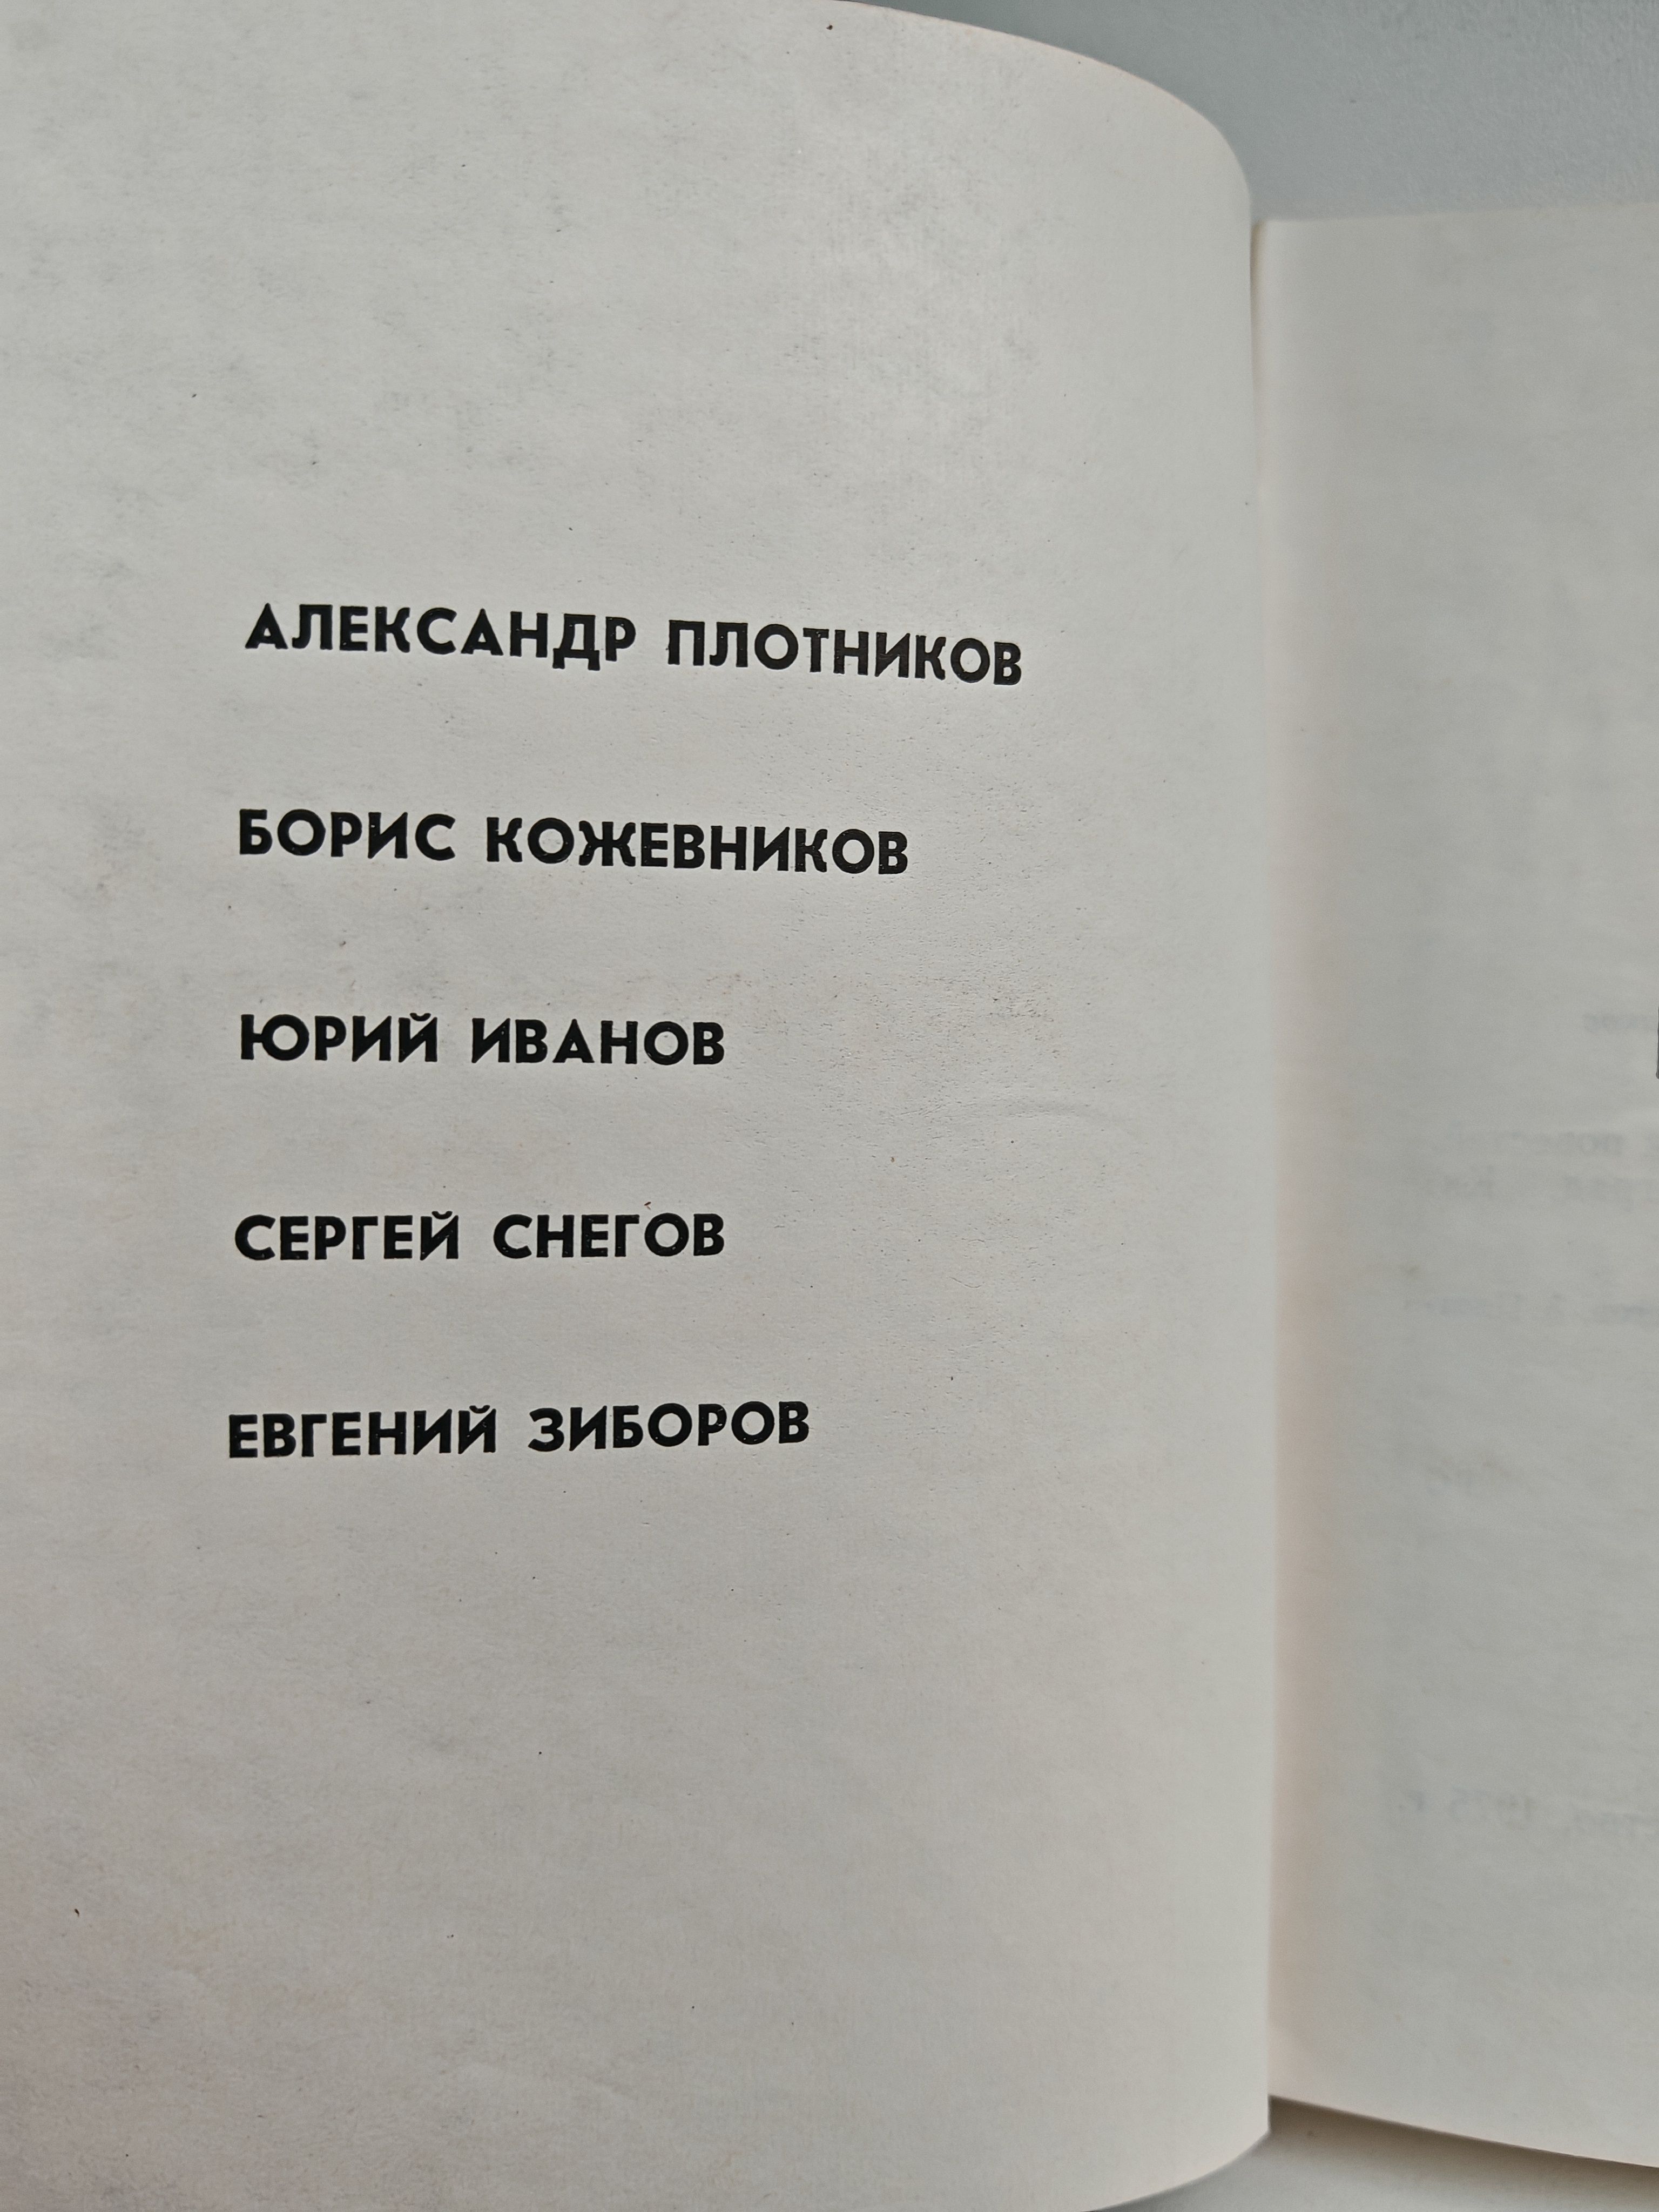 АЛЕКСАНДР ПЛОТНИКОВ
БОРИС КОЖЕВНИКОВ
ЮРИЙ ИВАНОВ
СЕРГЕЙ СНЕГОВ
ЕВГЕНИЙ ЗИБОРОВ